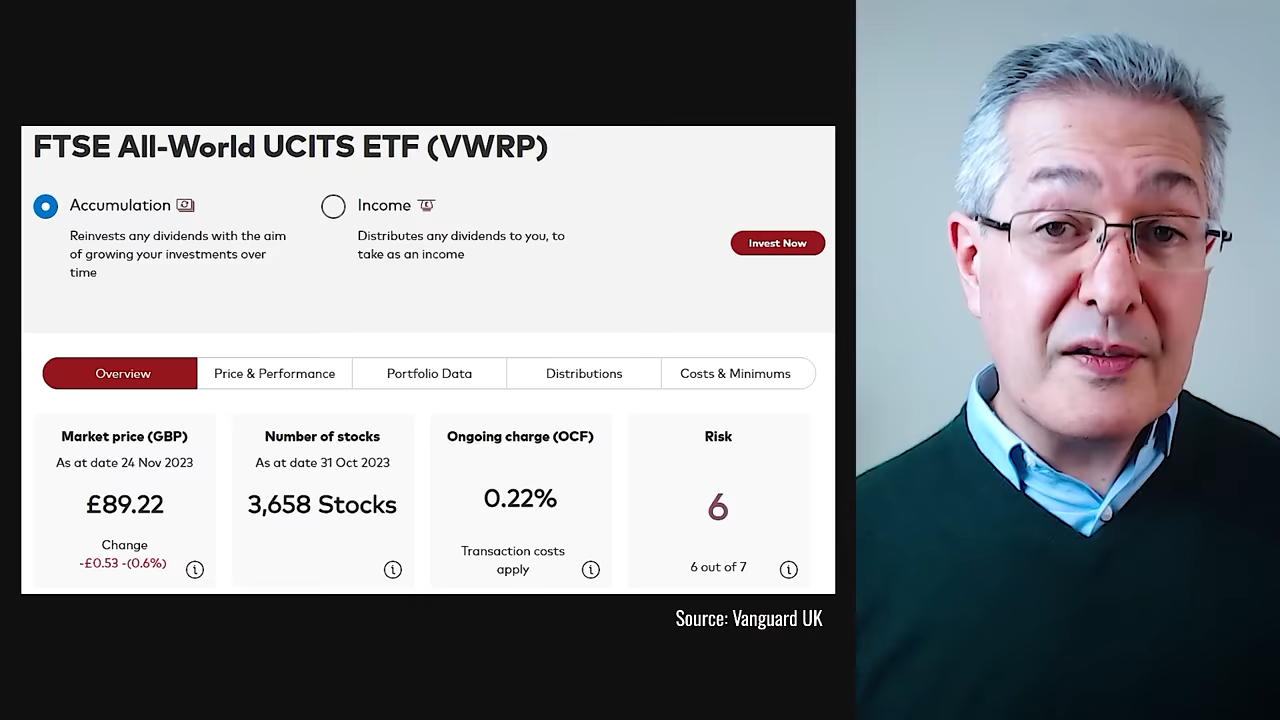 FTSE All-World UCITS ETF (VWRP)
Accumulation
Reinvests any dividends with the aim
of growing your investments over
time
Income
Distributes any dividends to you, to
take as an income
Invest Now
Overview
Price & Performance
Portfolio Data
Distributions
Costs & Minimums
Market price (GBP)
As at date 24 Nov 2023
£89.22
Change
-£0.53 -(0.6%)
Number of stocks
As at date 31 Oct 2023
3,658 Stocks
Ongoing charge (OCF)
0.22%
Transaction costs
apply
Risk
6
6 out of 7
Source: Vanguard UK